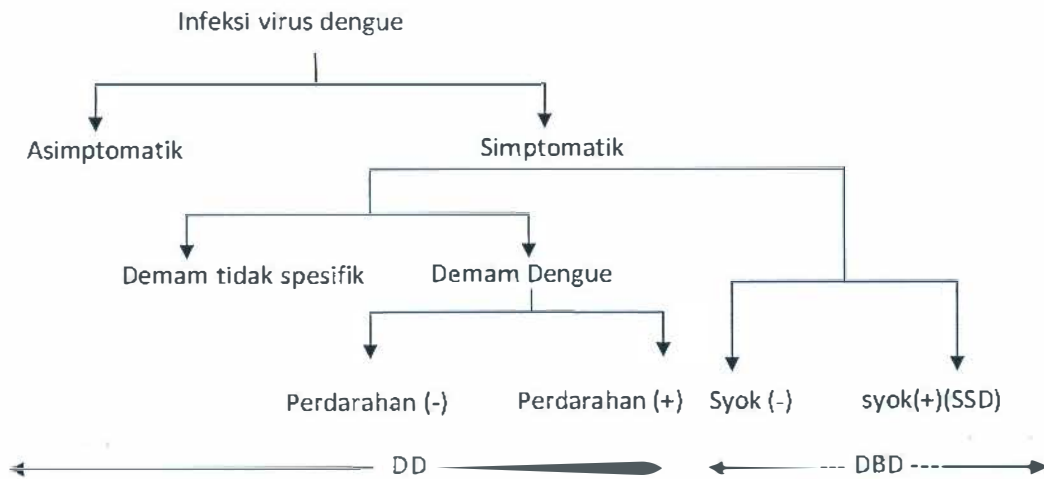 Infeksi virus dengue
Asimptomatik
Simptomatik
Demam tidak spesifik
Demam Dengue
Perdarahan (-)
Perdarahan (+)
Syok (-)
syok(+)(SSD)
DD
DBD